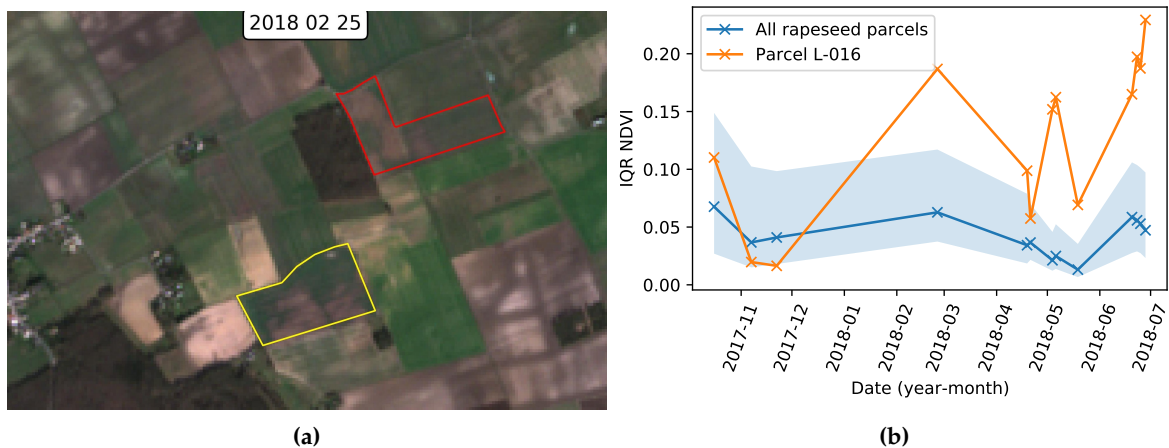 2018 02 25
All rapeseed parcels
Parcel L-016
IQR NDVI
0.20
0.15
0.10
0.05
0.00
2017-11
2017-12
2018-01
2018-02
2018-03
2018-04
2018-05
2018-06
2018-07
Date (year-month)
(a)
(b)